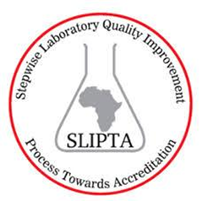 Stepwise Laboratory Quality Improvement
SLIPTA
Process Towards Accreditation